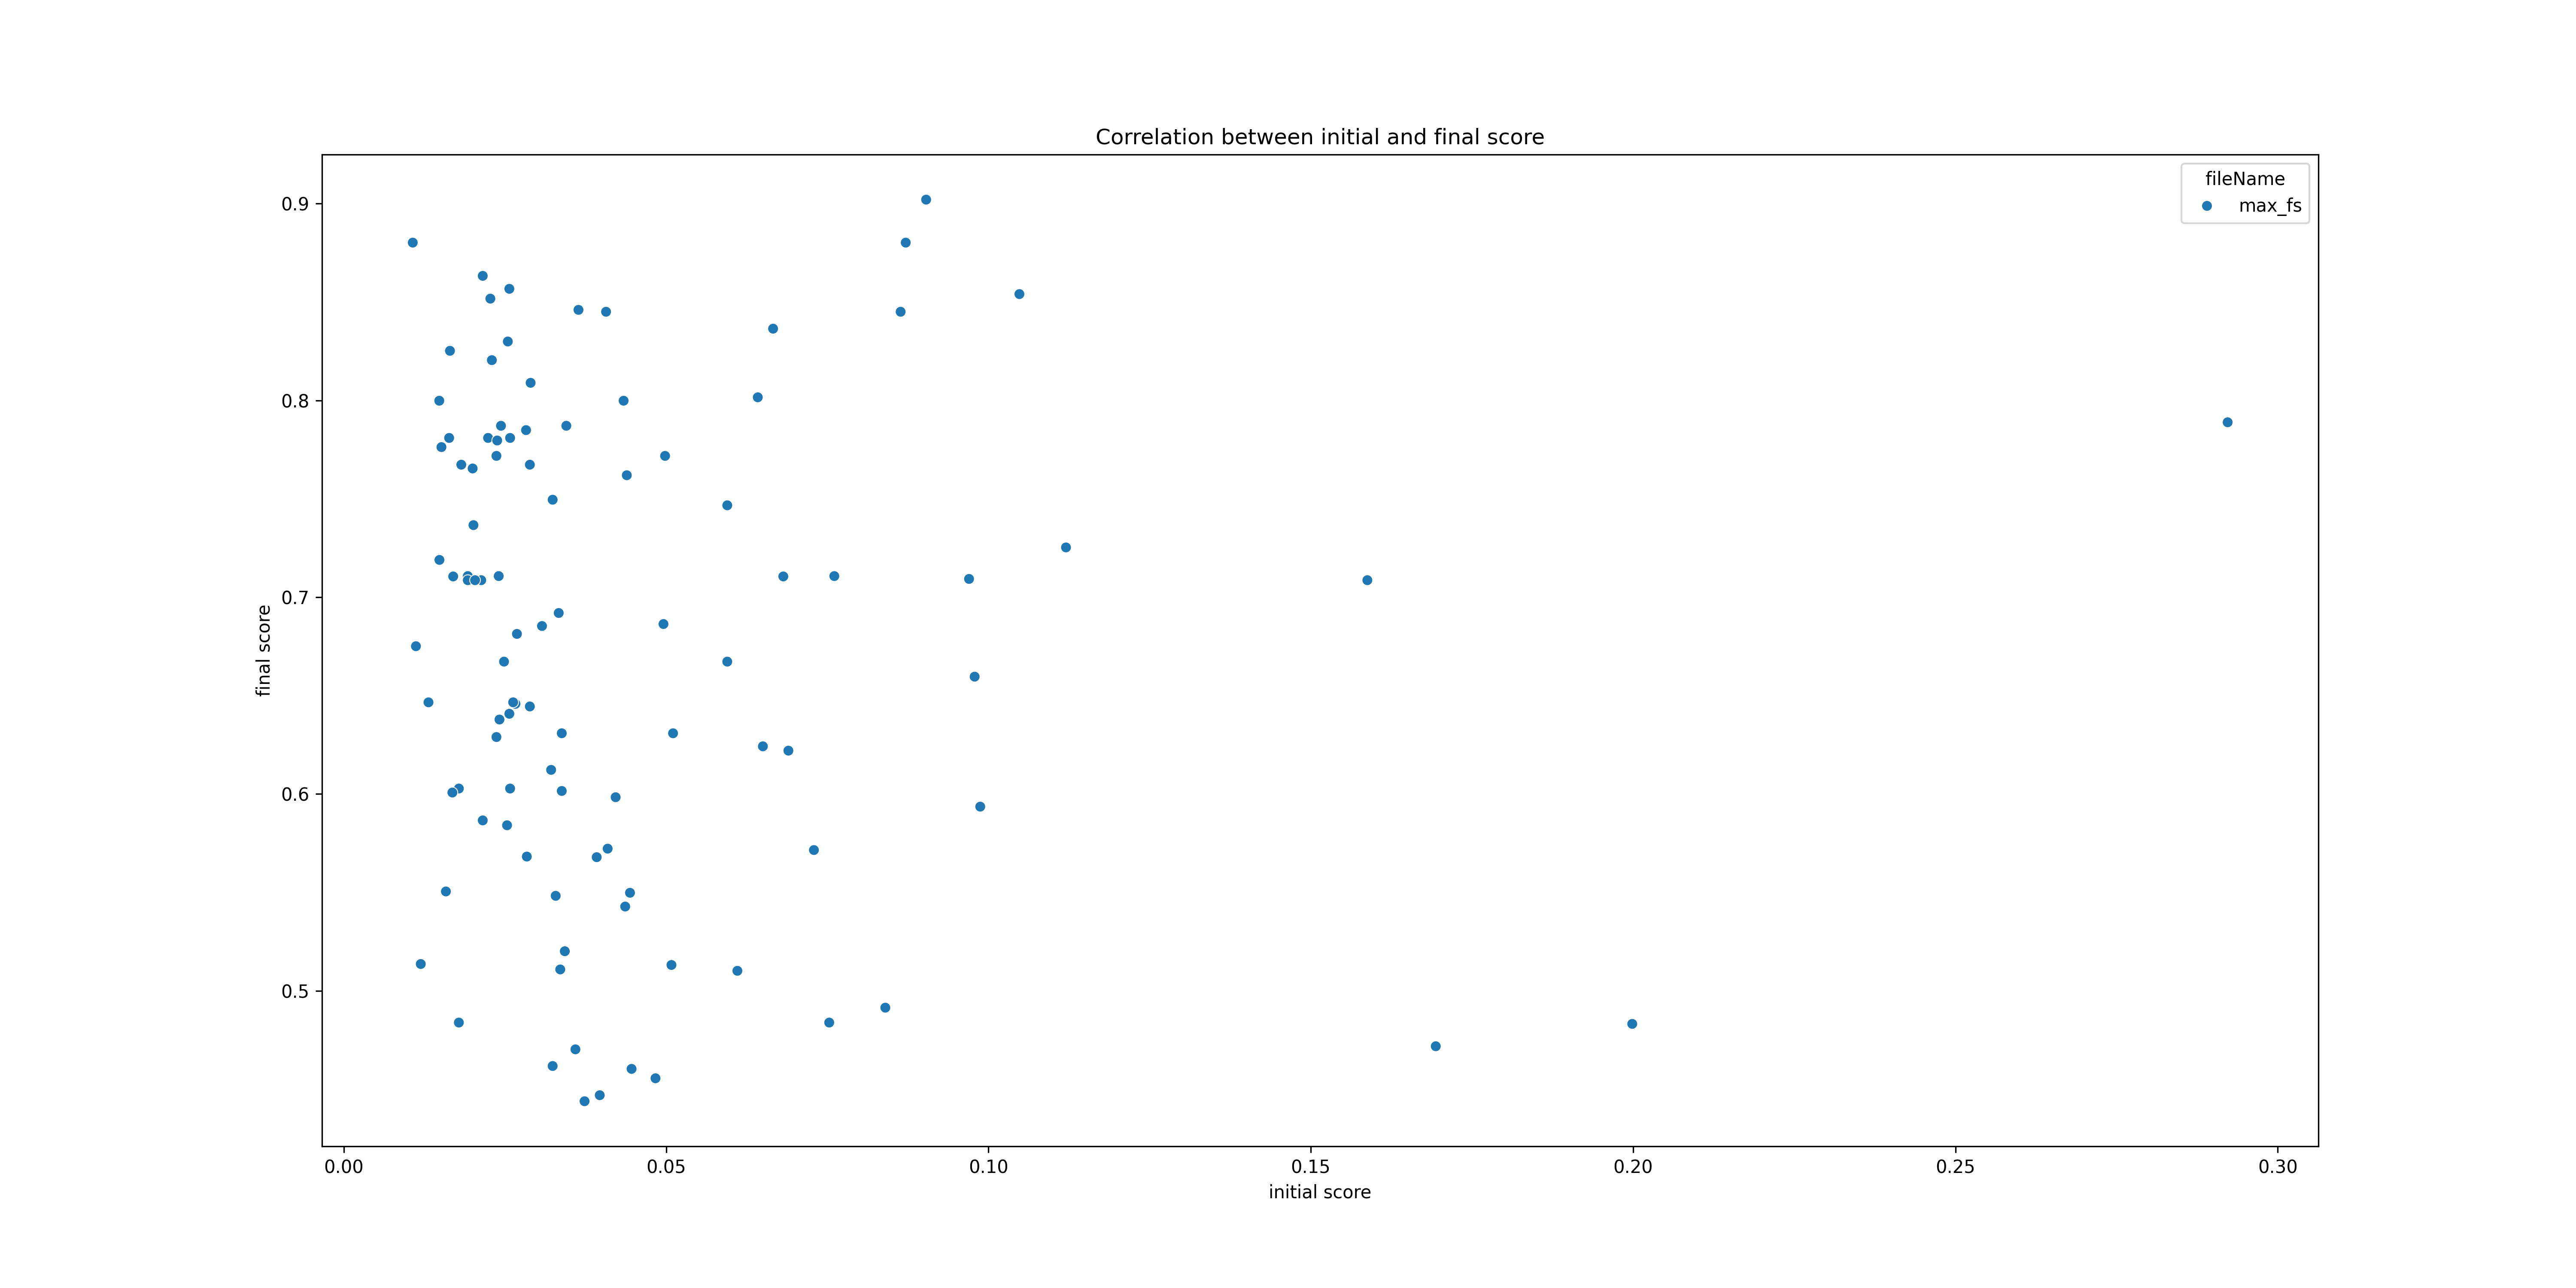 Correlation between initial and final score
fileName
max_fs
0.9
0.8
0.7
0.6
0.5
final score
0.00 0.05 0.10 0.15 0.20 0.25 0.30
initial score